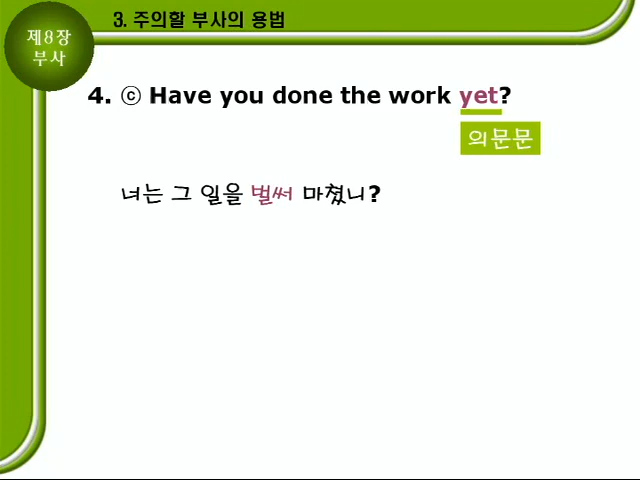 제8장
부사
3. 주의할 부사의 용법
4. ⓒ Have you done the work yet?
의문문
너는 그 일을 벌써 마쳤니?